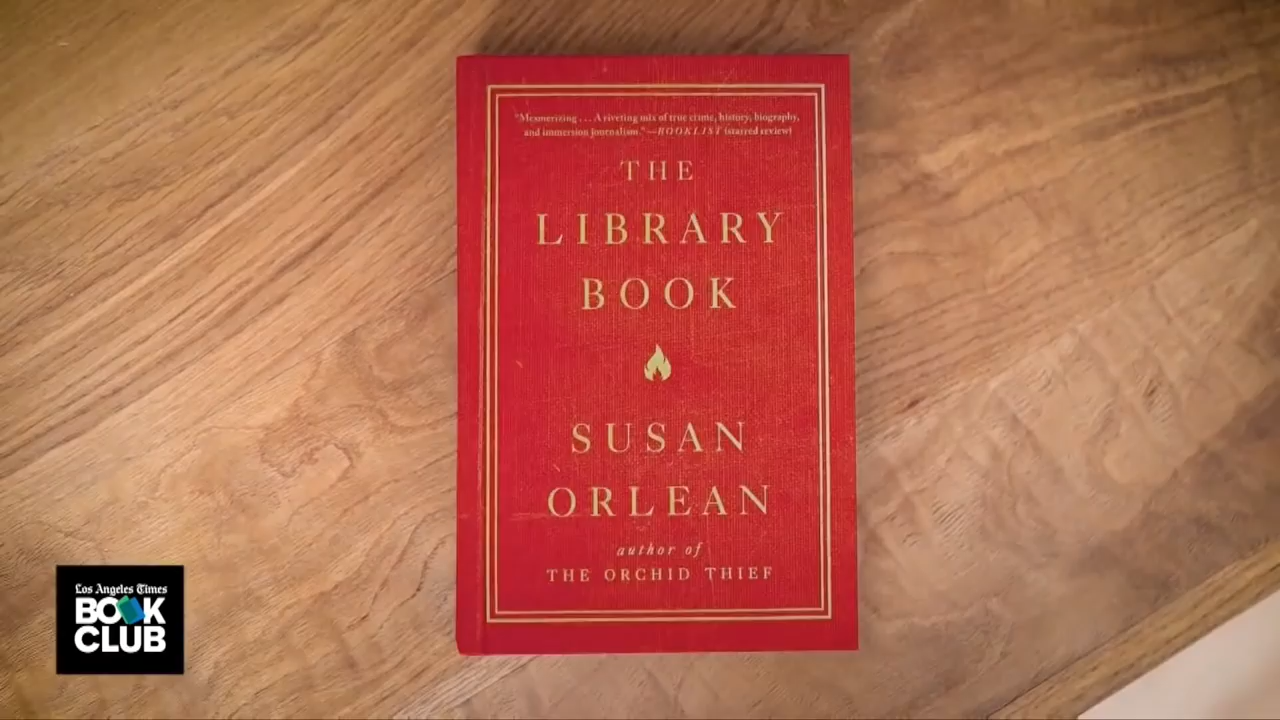 "Mesmerizing . . . A riveting mix of true crime, history, biography,
and immersion journalism."—BOOKLIST (starred review)
THE
LIBRARY
BOOK
SUSAN
ORLEAN
author of
THE ORCHID THIEF
Los Angeles Times
BOOK
CLUB